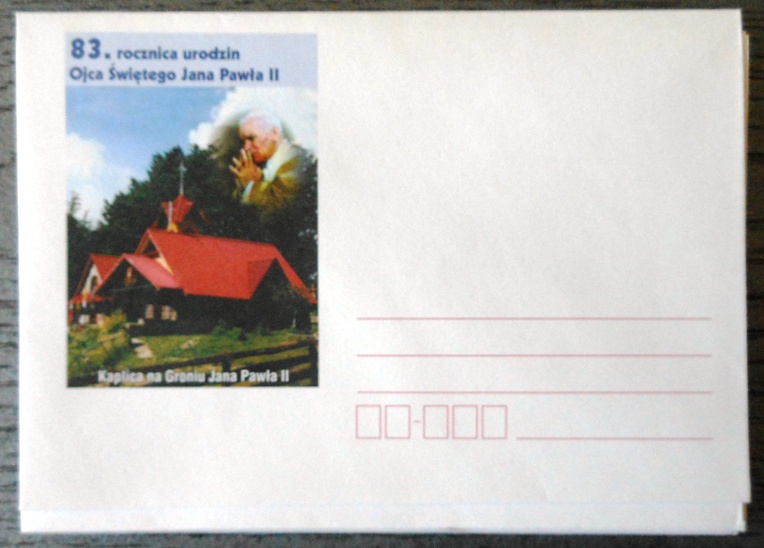 83. rocznica urodzin
Ojca Świętego Jana Pawła II
Kaplica na Groniu Jana Pawła II